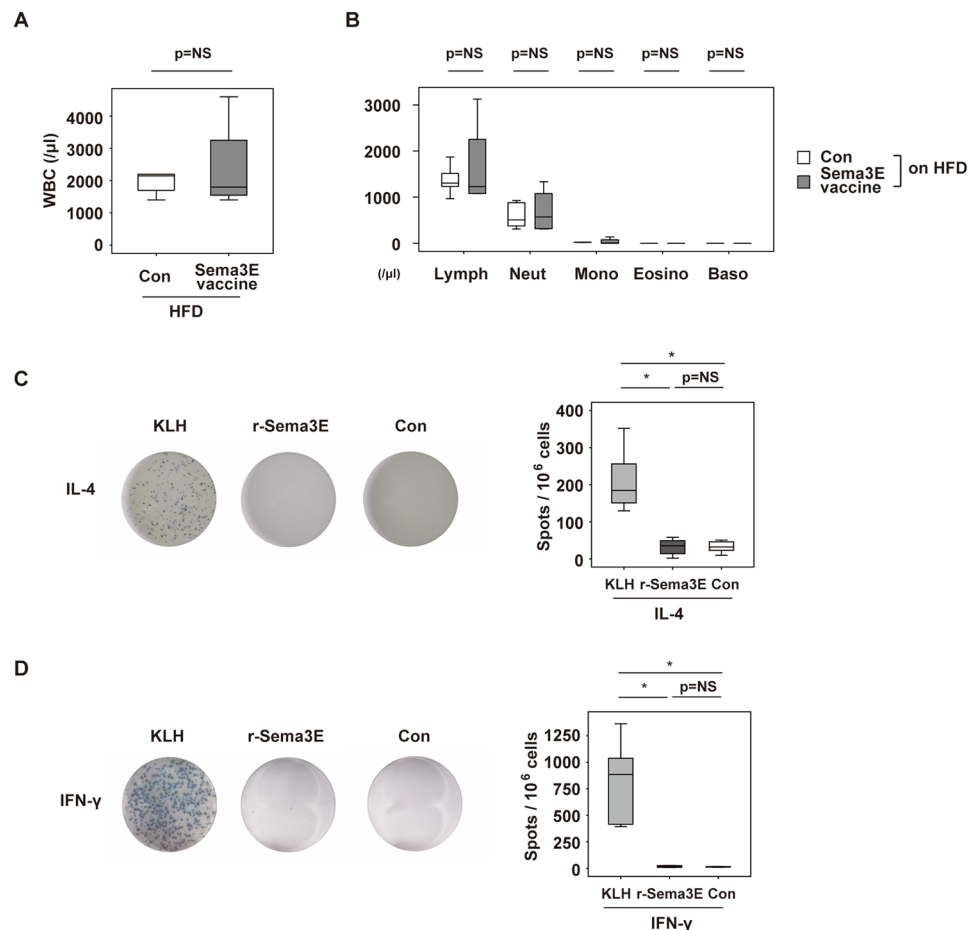 A
p=NS
WBC (/µl)
4000
3000
2000
1000
0
Con
Sema3E
vaccine
HFD
B
p=NS p=NS p=NS p=NS p=NS
3000
2000
1000
0
(/µl)
Lymph Neut Mono Eosino Baso
Con
Sema3E
vaccine
on HFD
C
KLH r-Sema3E Con
IL-4
*
* p=NS
Spots / 10⁶ cells
400
300
200
100
0
KLH r-Sema3E Con
IL-4
D
KLH r-Sema3E Con
IFN-γ
*
* p=NS
Spots / 10⁶ cells
1250
1000
750
500
250
0
KLH r-Sema3E Con
IFN-γ